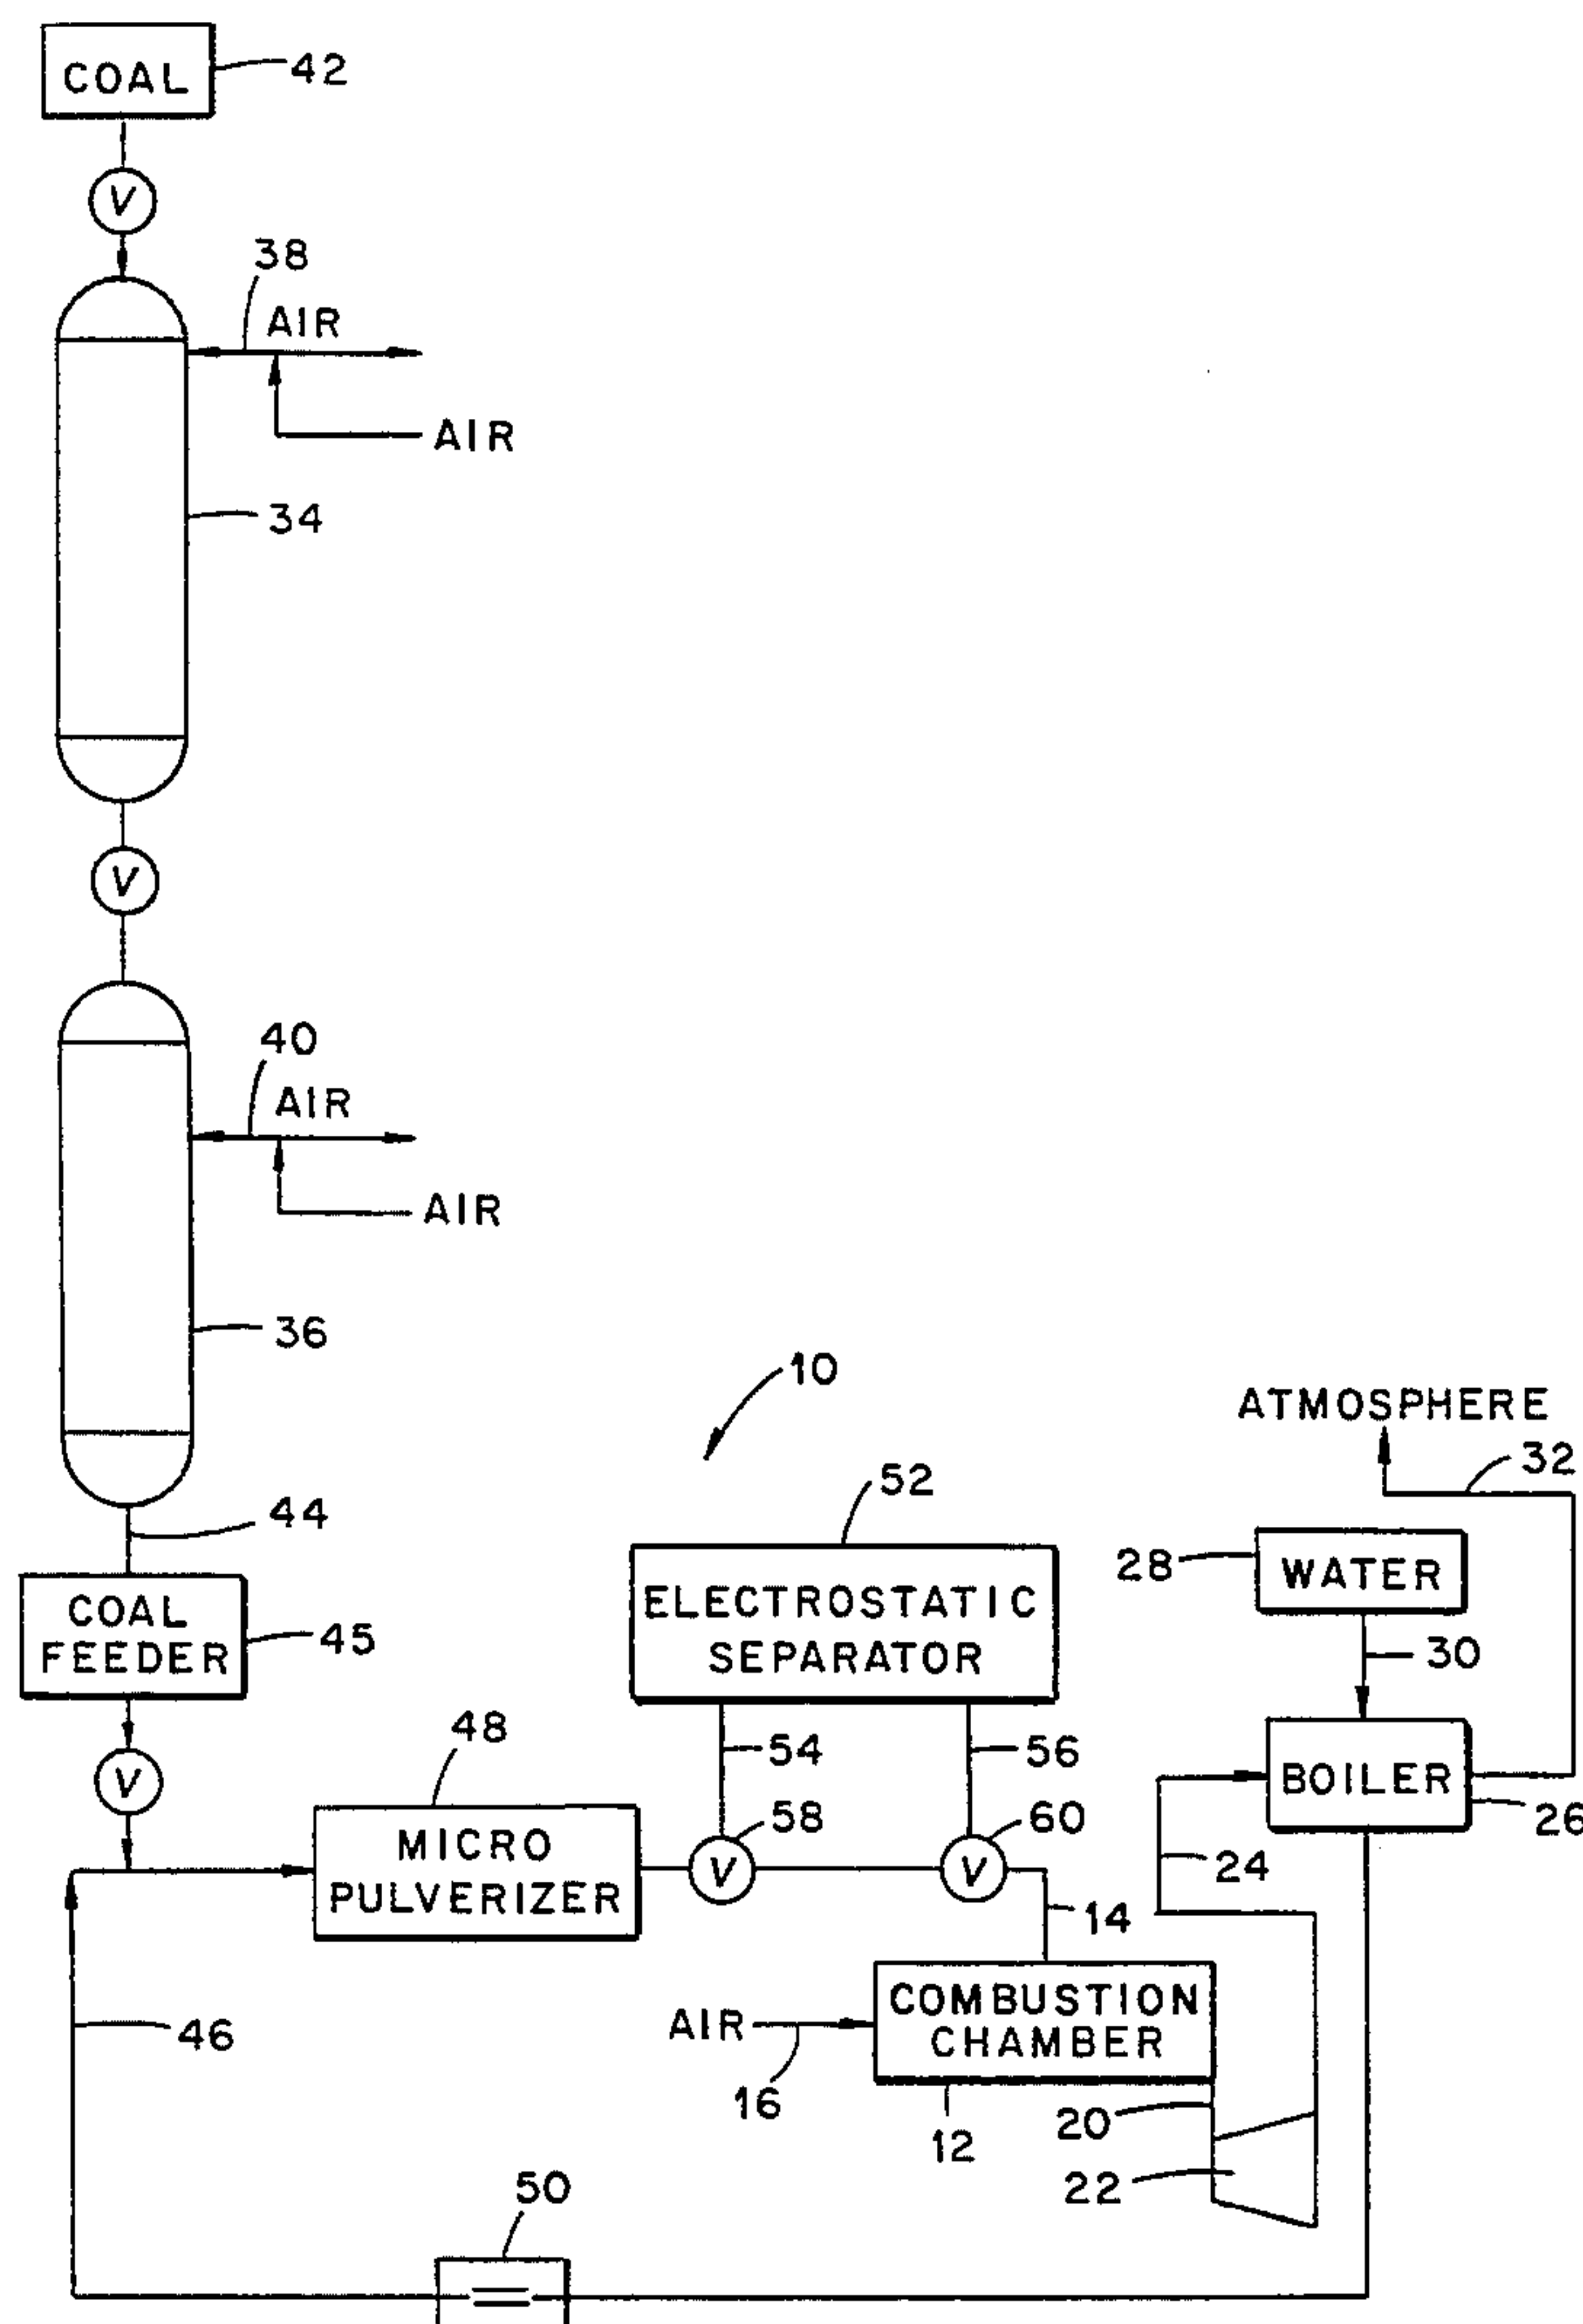 COAL
42
V
38
AIR
AIR
34
V
40
AIR
AIR
36
10
ATMOSPHERE
32
44
52
28
WATER
COAL
FEEDER
45
ELECTROSTATIC
SEPARATOR
30
48
54
56
BOILER
26
V
58
60
MICRO
PULVERIZER
V
V
24
14
46
AIR
COMBUSTION
CHAMBER
16
12
20
22
50